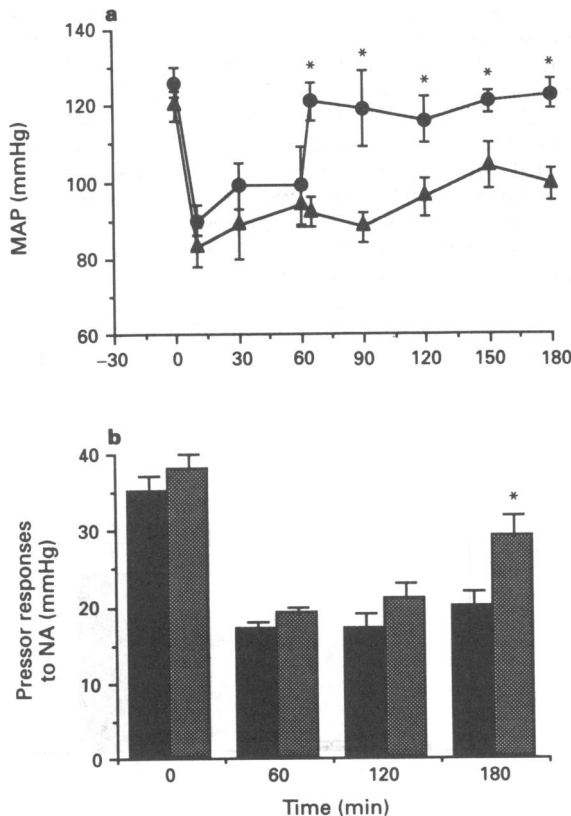 a
140
120
100
80
60
MAP (mmHg)
* * * * *
-30 0 30 60 90 120 150 180
b
40
30
20
10
0
Pressor responses
to NA (mmHg)
*
0 60 120 180
Time (min)